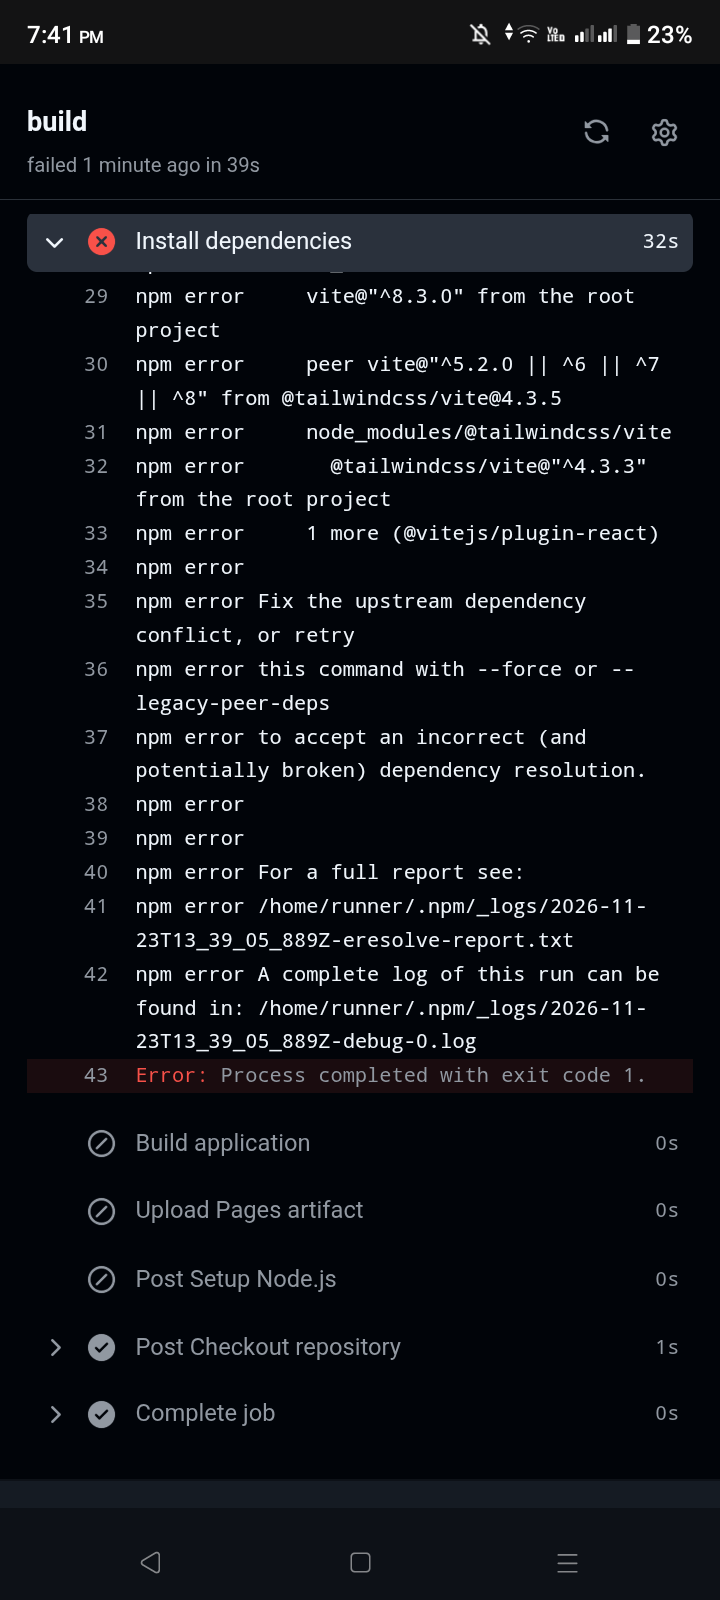 7:41 PM
Vo LTE 23%
build
failed 1 minute ago in 39s
Install dependencies 32s
29 npm error     vite@"^8.3.0" from the root
project
30 npm error     peer vite@"^5.2.0 || ^6 || ^7
|| ^8" from @tailwindcss/vite@4.3.5
31 npm error     node_modules/@tailwindcss/vite
32 npm error       @tailwindcss/vite@"^4.3.3"
from the root project
33 npm error     1 more (@vitejs/plugin-react)
34 npm error
35 npm error Fix the upstream dependency
conflict, or retry
36 npm error this command with --force or --
legacy-peer-deps
37 npm error to accept an incorrect (and
potentially broken) dependency resolution.
38 npm error
39 npm error
40 npm error For a full report see:
41 npm error /home/runner/.npm/_logs/2026-11-
23T13_39_05_889Z-eresolve-report.txt
42 npm error A complete log of this run can be
found in: /home/runner/.npm/_logs/2026-11-
23T13_39_05_889Z-debug-0.log
43 Error: Process completed with exit code 1.
Build application 0s
Upload Pages artifact 0s
Post Setup Node.js 0s
Post Checkout repository 1s
Complete job 0s